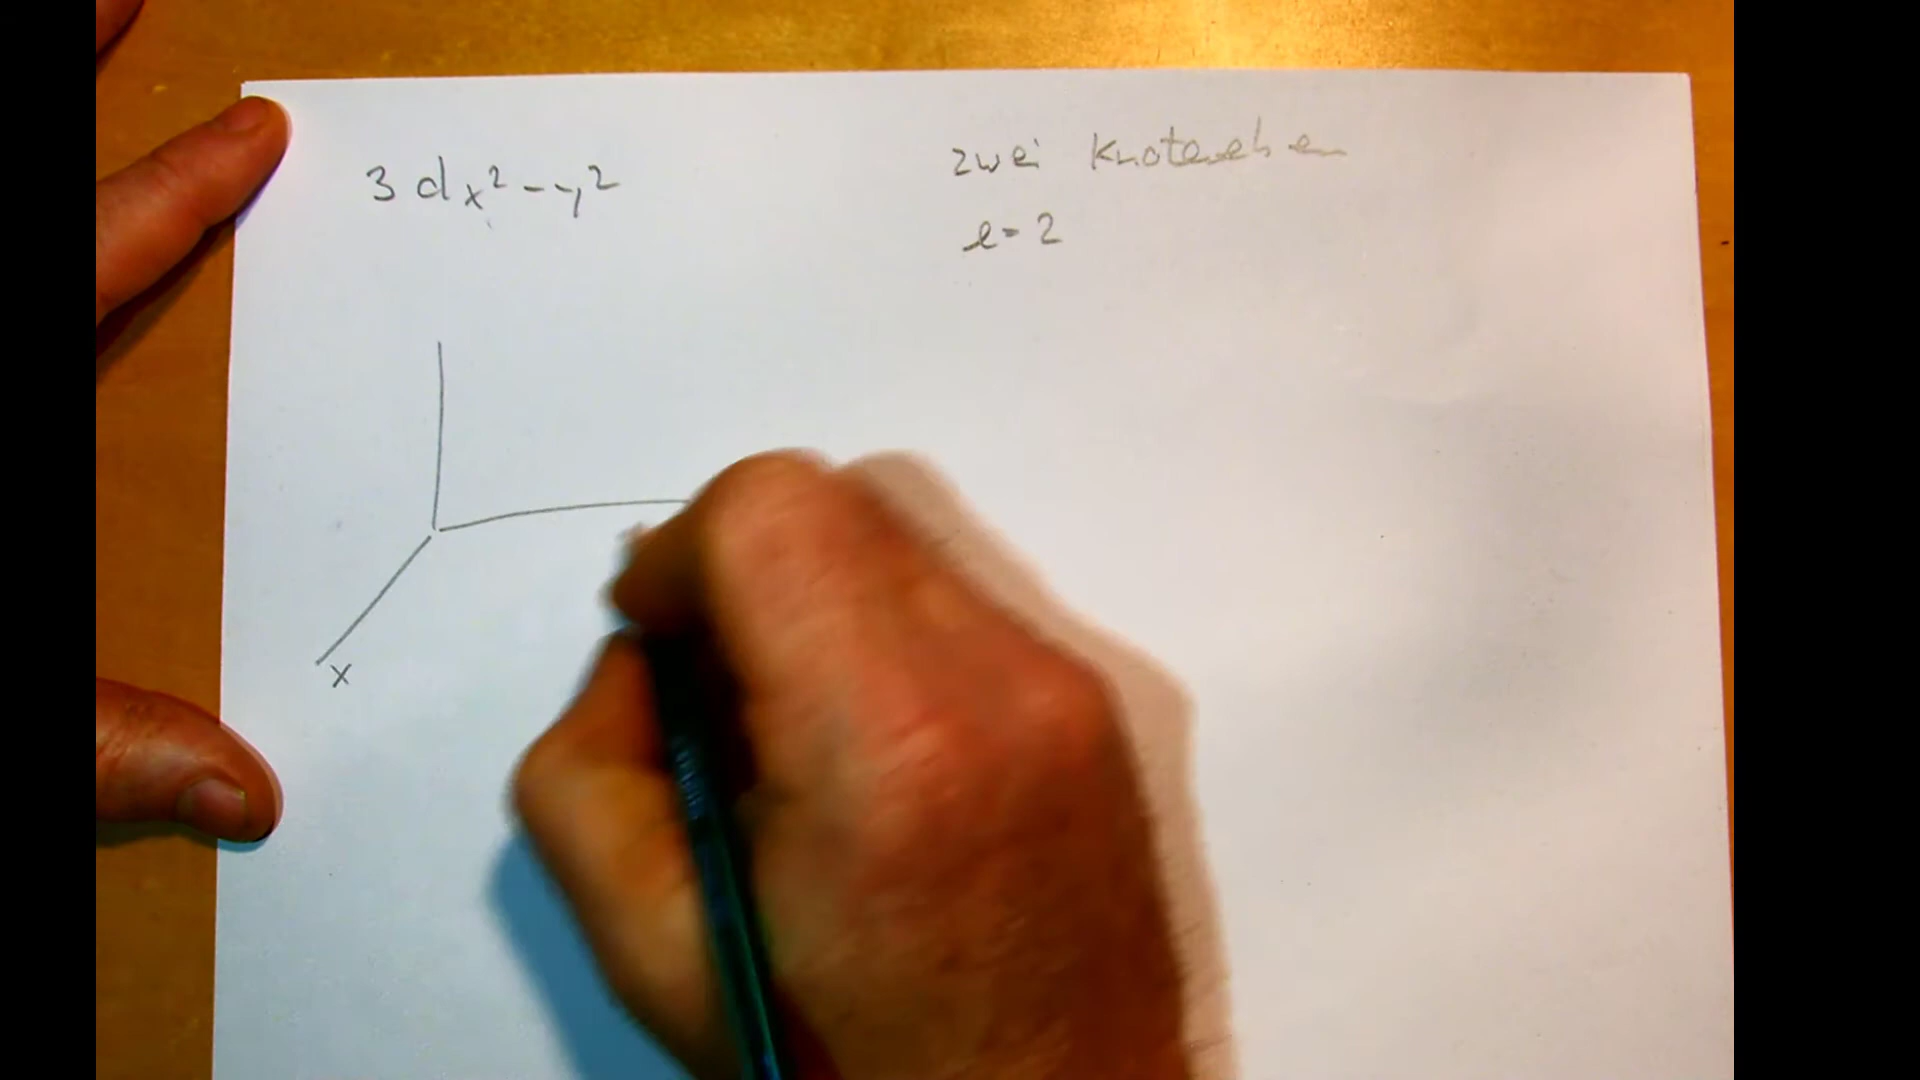 3 d x² - y²
zwei Knotenebenen
l = 2
x